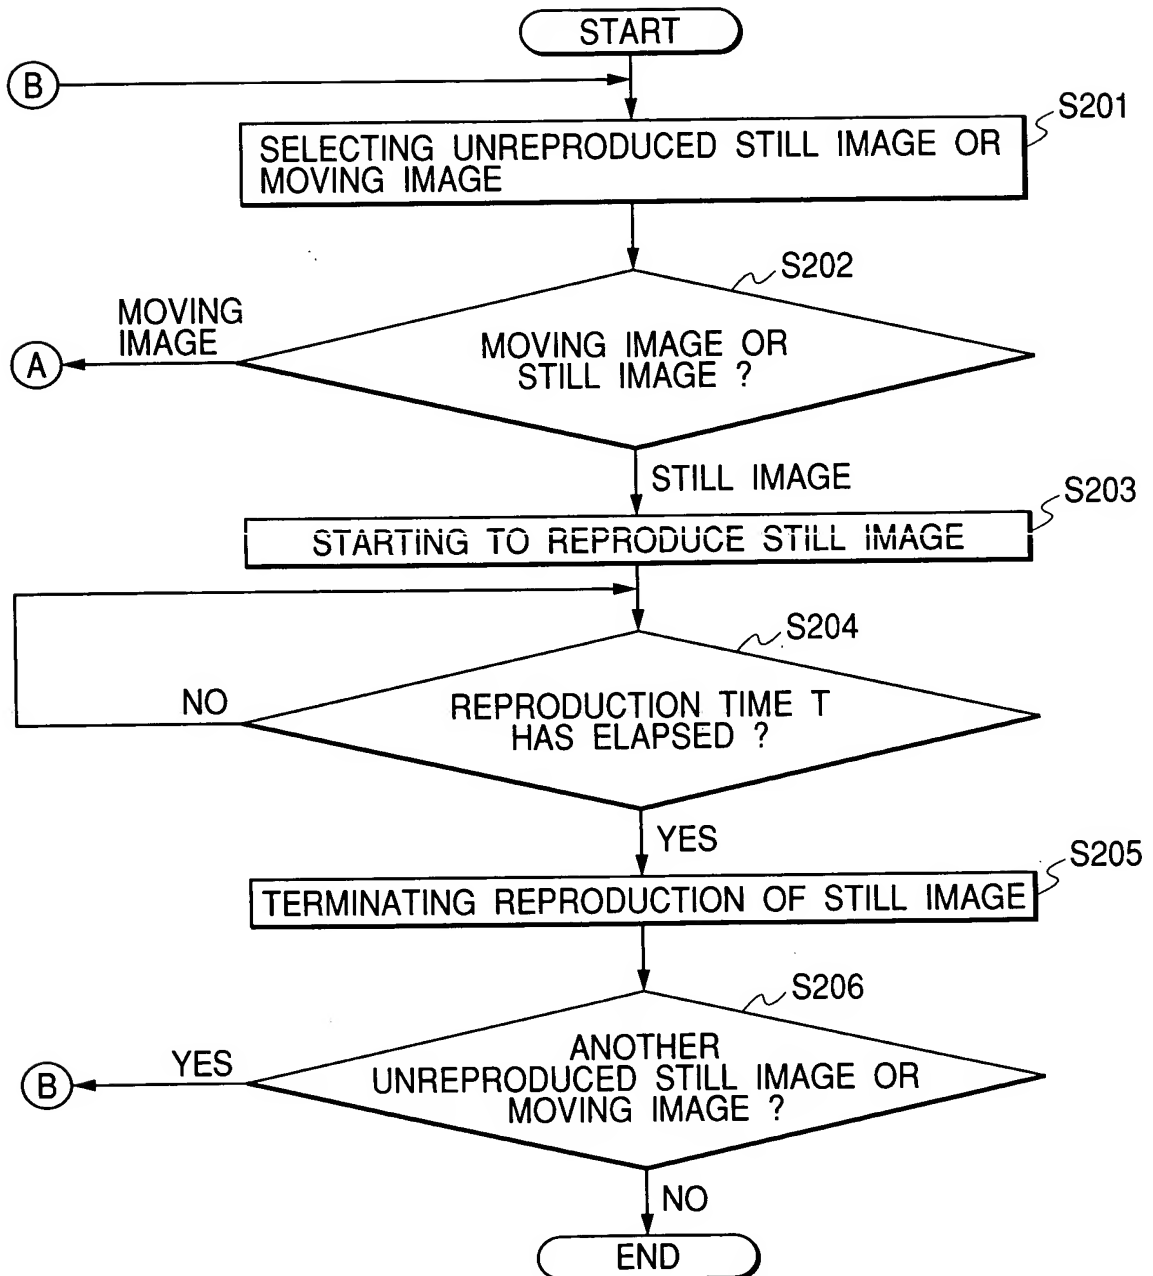 START
B
S201
SELECTING UNREPRODUCED STILL IMAGE OR
MOVING IMAGE
S202
MOVING
IMAGE
A
MOVING IMAGE OR
STILL IMAGE ?
STILL IMAGE
S203
STARTING TO REPRODUCE STILL IMAGE
S204
NO
REPRODUCTION TIME T
HAS ELAPSED ?
YES
S205
TERMINATING REPRODUCTION OF STILL IMAGE
S206
YES
B
ANOTHER
UNREPRODUCED STILL IMAGE OR
MOVING IMAGE ?
NO
END